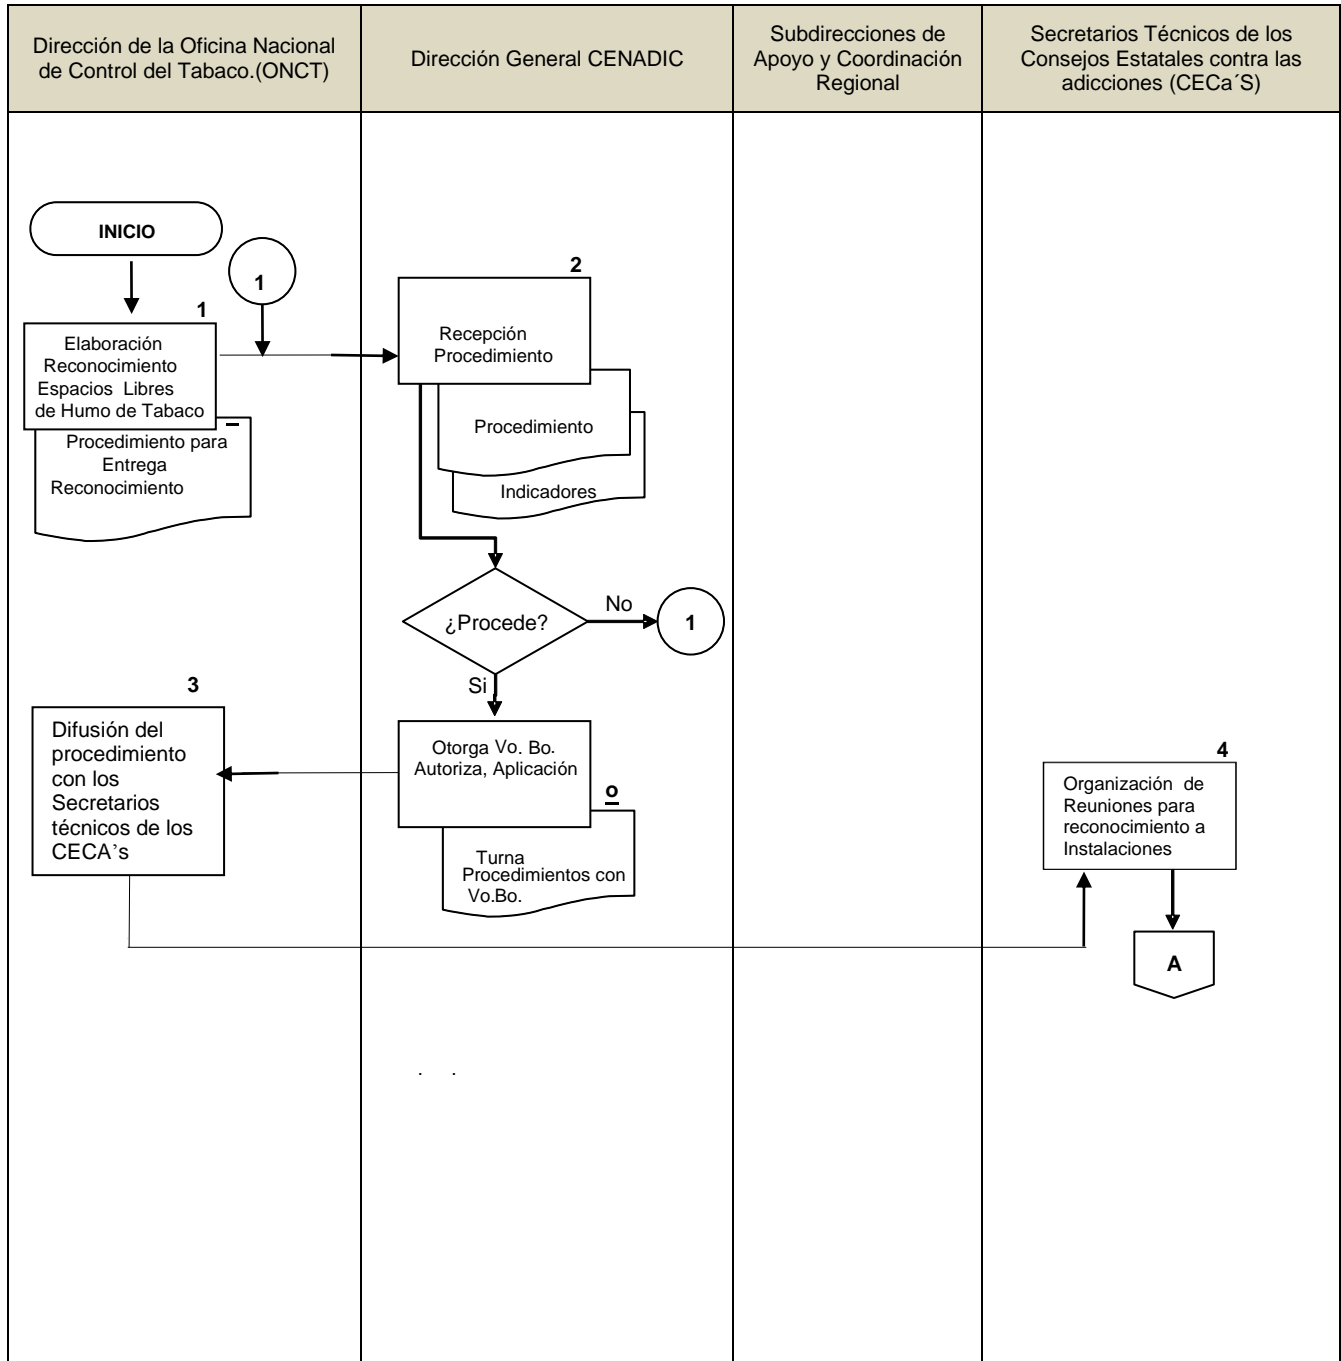 Dirección de la Oficina Nacional
de Control del Tabaco.(ONCT)
Dirección General CENADIC
Subdirecciones de
Apoyo y Coordinación
Regional
Secretarios Técnicos de los
Consejos Estatales contra las
adicciones (CECa´S)
INICIO
1
1
Elaboración
Reconocimiento
Espacios Libres
de Humo de Tabaco
Procedimiento para
Entrega
Reconocimiento
2
Recepción
Procedimiento
Procedimiento
Indicadores
¿Procede?
No
1
Si
Otorga Vo. Bo.
Autoriza, Aplicación
o
Turna
Procedimientos con
Vo.Bo.
3
Difusión del
procedimiento
con los
Secretarios
técnicos de los
CECA's
4
Organización de
Reuniones para
reconocimiento a
Instalaciones
A
. .